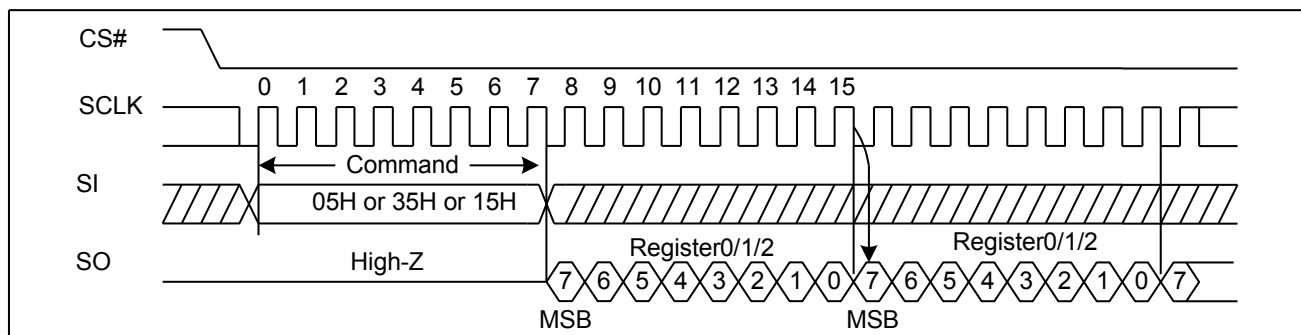 CS#
0 1 2 3 4 5 6 7 8 9 10 11 12 13 14 15
SCLK
Command
SI
05H or 35H or 15H
Register0/1/2 Register0/1/2
SO
High-Z
7 6 5 4 3 2 1 0 7 6 5 4 3 2 1 0 7
MSB MSB